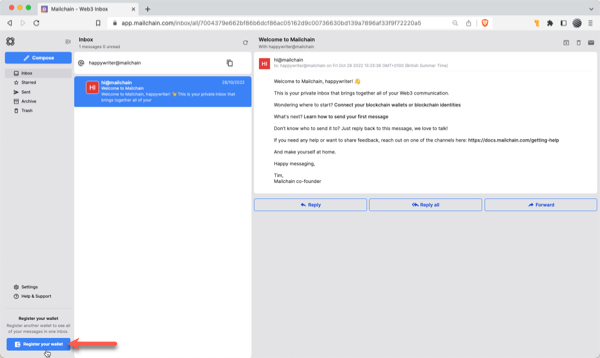 Mailchain - Web3 Inbox
app.mailchain.com/inbox/all/7004379e662bf86b6dcf86ac05162d9c00736630bd139a7896af33f9f72220a5
Compose
Inbox
Starred
Sent
Archive
Trash
Settings
Help & Support
Register your wallet
Register another wallet to use all
of your messages in one inbox.
Register your wallet
Inbox
1 messages 0 unread
@ happywriter@mailchain
HI
hi@mailchain
28/10/2022
Welcome to Mailchain
Welcome to Mailchain, happywriter! 👋 This is your private inbox that
brings together all of your
Welcome to Mailchain
With happywriter@mailchain
HI
hi@mailchain
to happywriter@mailchain on Fri Oct 28 2022 15:24:36 GMT+0100 (British Summer Time)
Welcome to Mailchain, happywriter! 👋
This is your private inbox that brings together all of your Web3 communication.
Wondering where to start? Connect your blockchain wallets or blockchain identities
What's next? Learn how to send your first message
Don't know who to send it to? Just reply back to this message, we love to talk!
If you need any help or want to share feedback, reach out on one of the channels here: https://docs.mailchain.com/getting-help
And make yourself at home.
Happy messaging,
Tim,
Mailchain co-founder
Reply
Reply all
Forward